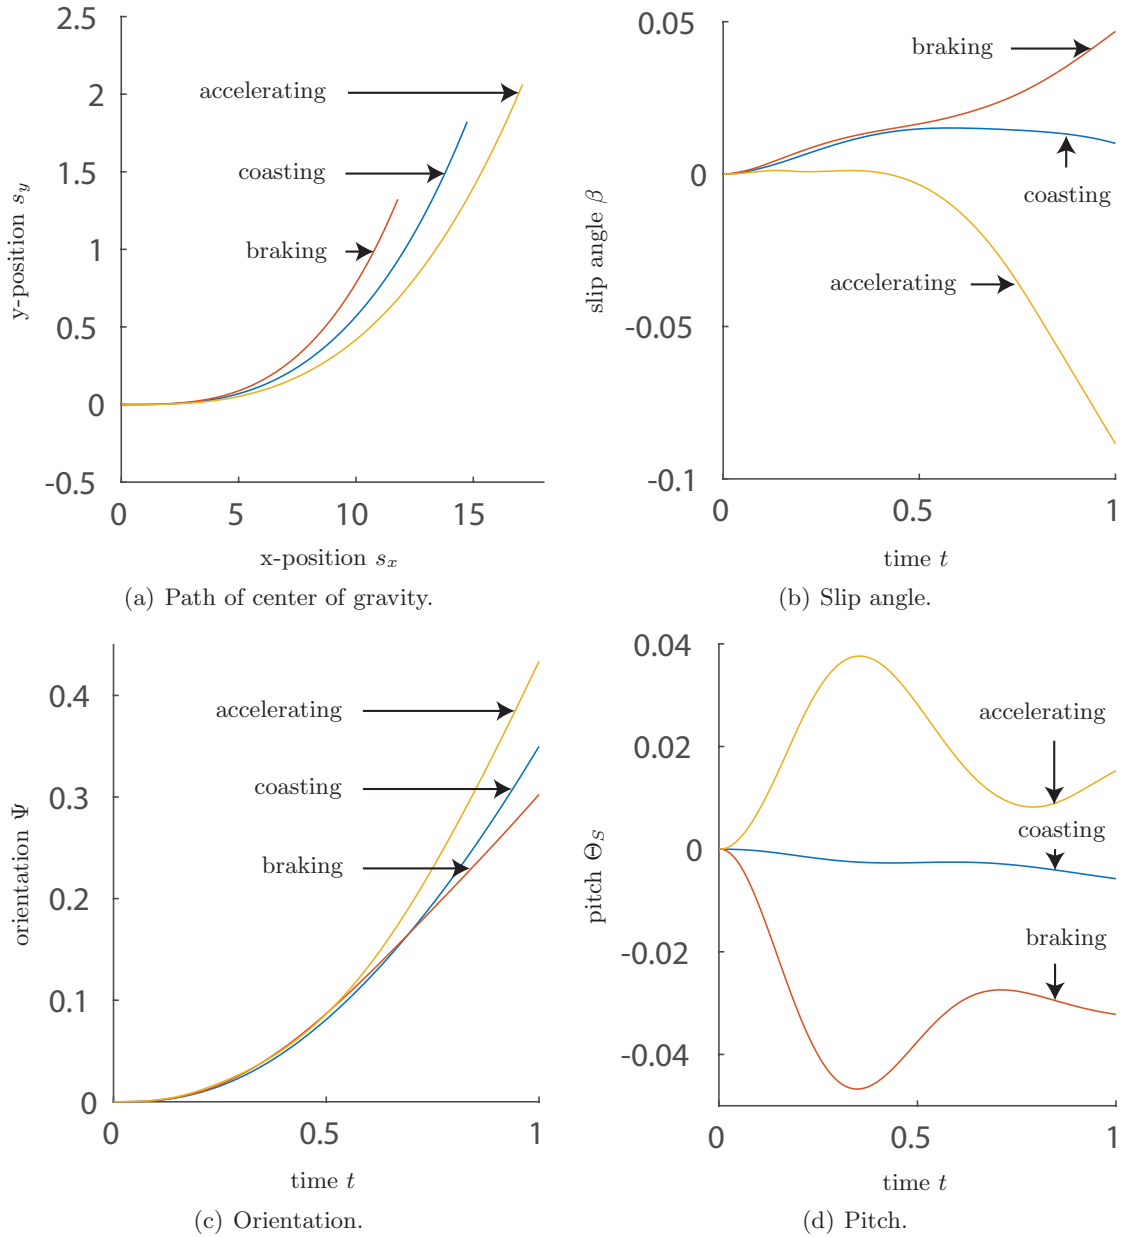 2.5
2
1.5
1
0.5
0
-0.5
0
5
10
15
accelerating
coasting
braking
y-position s_y
x-position s_x
(a) Path of center of gravity.
0.05
0
-0.05
-0.1
0
0.5
1
braking
coasting
accelerating
slip angle β
time t
(b) Slip angle.
0.4
0.3
0.2
0.1
0
0
0.5
1
accelerating
coasting
braking
orientation Ψ
time t
(c) Orientation.
0.04
0.02
0
-0.02
-0.04
0
0.5
1
accelerating
coasting
braking
pitch Θ_S
time t
(d) Pitch.